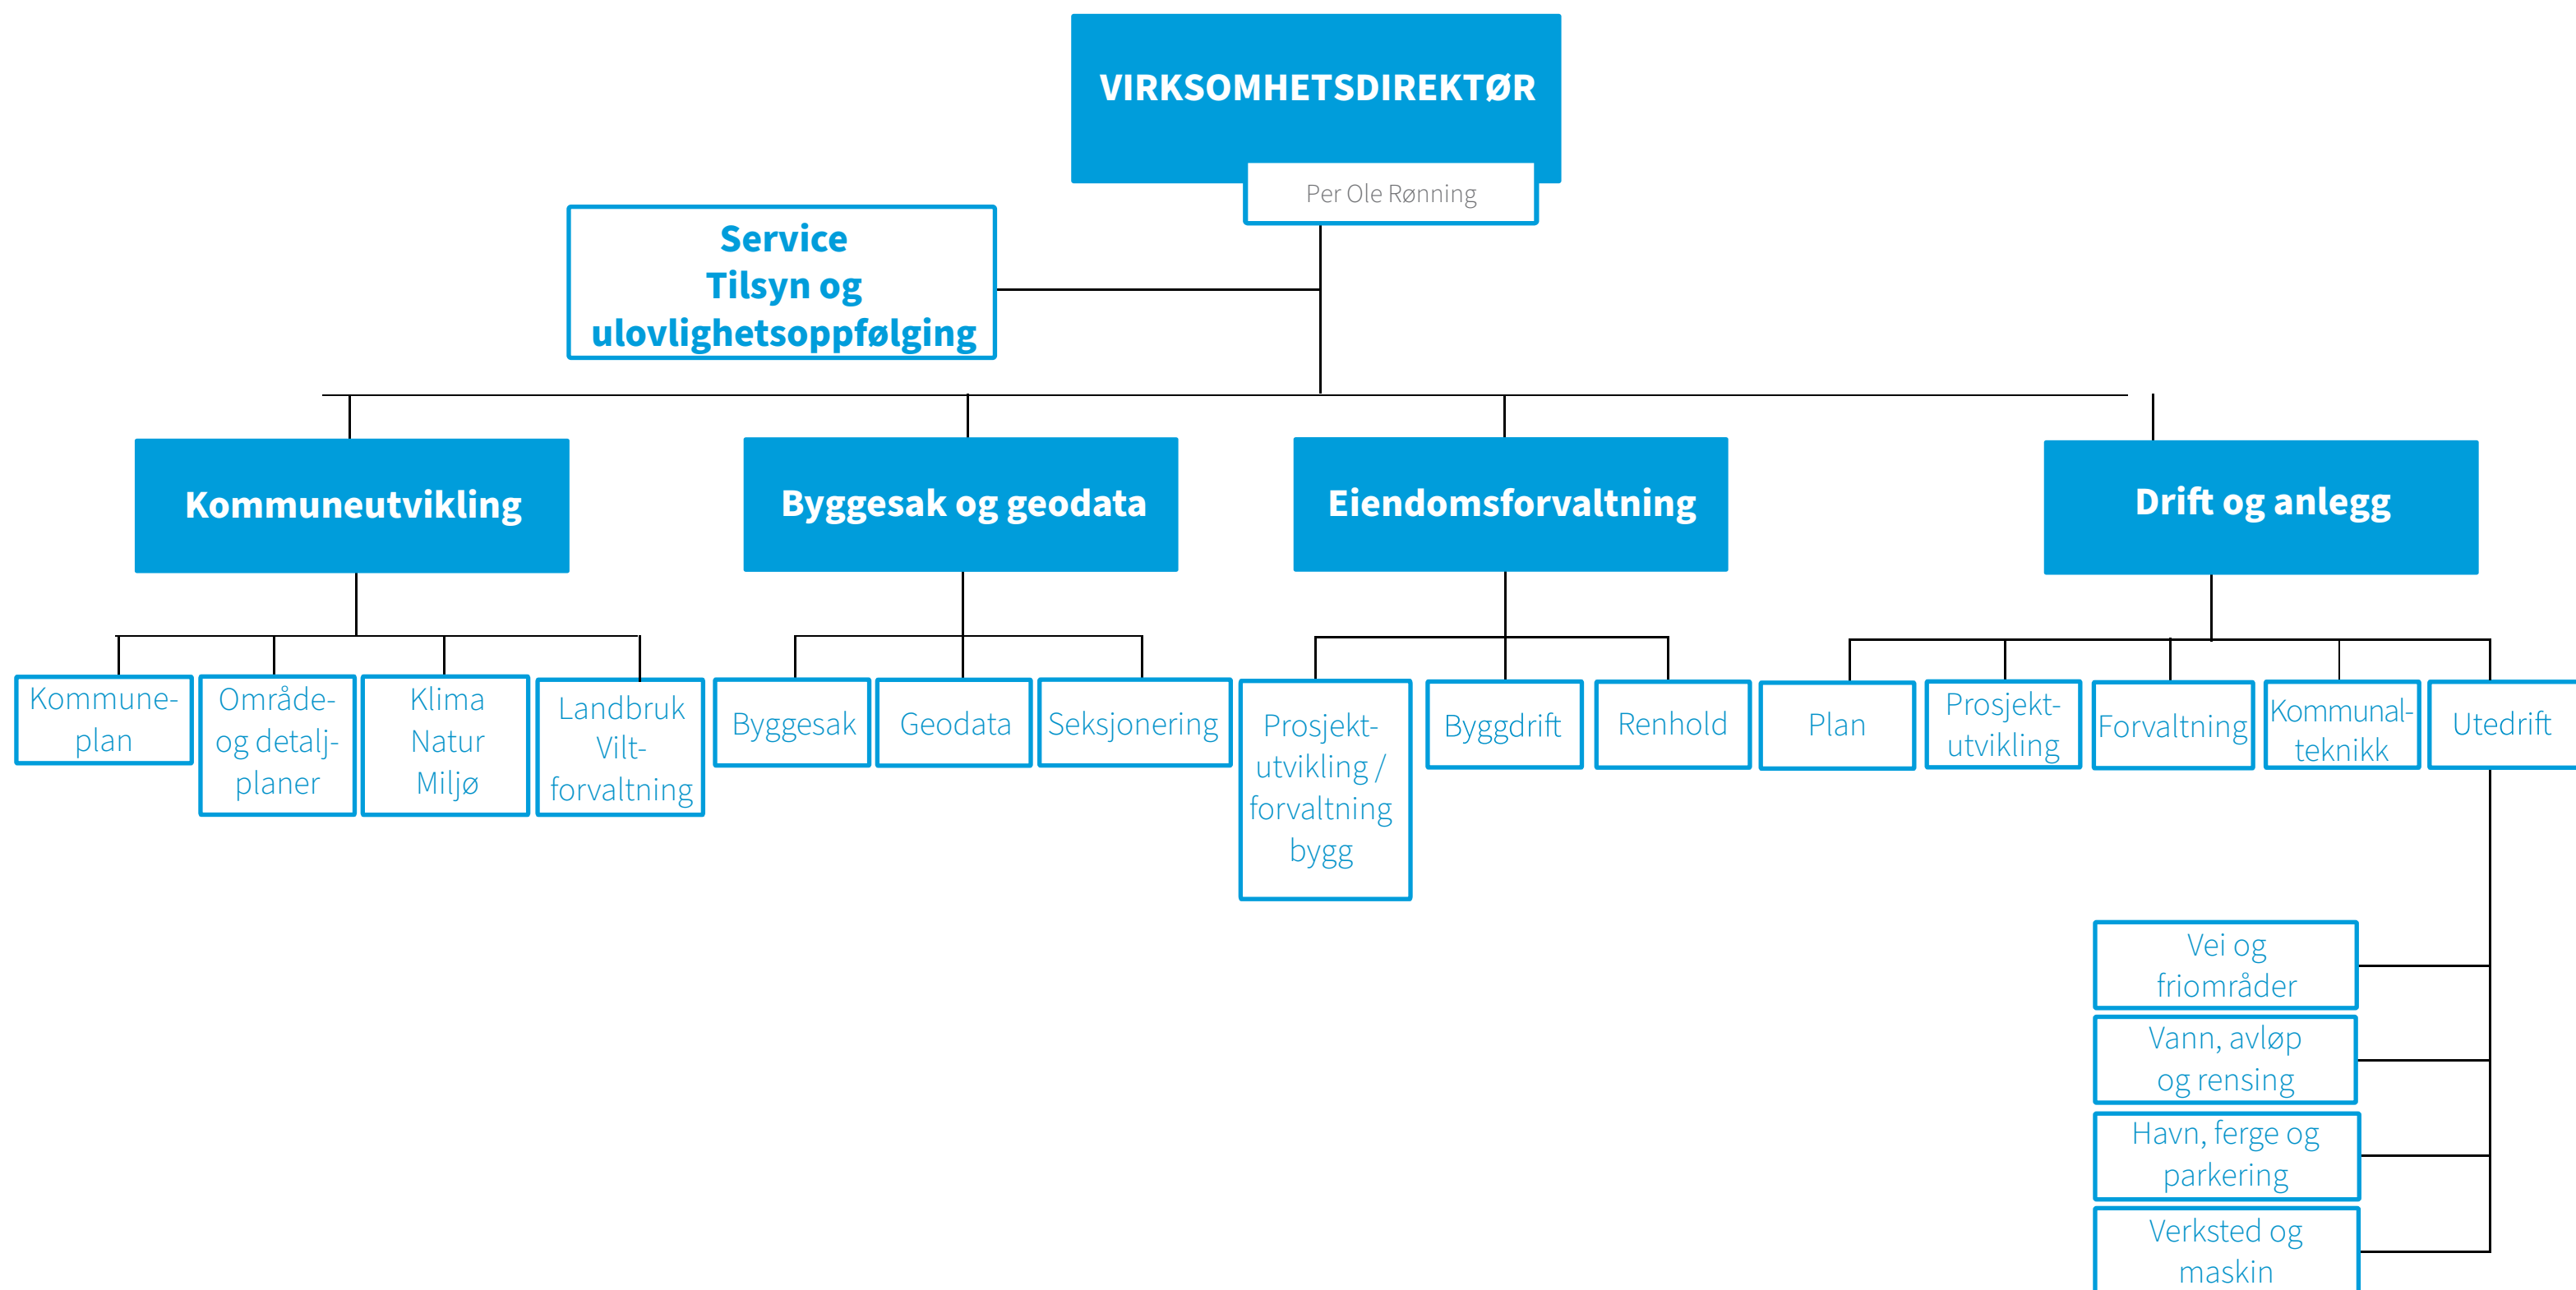 VIRKSOMHETSDIREKTØR
Per Ole Rønning
Service
Tilsyn og
ulovlighetsoppfølging
Kommuneutvikling
Byggesak og geodata
Eiendomsforvaltning
Drift og anlegg
Kommune-
plan
Område-
og detalj-
planer
Klima
Natur
Miljø
Landbruk
Vilt-
forvaltning
Byggesak
Geodata
Seksjonering
Prosjekt-
utvikling /
forvaltning
bygg
Byggdrift
Renhold
Plan
Prosjekt-
utvikling
Forvaltning
Kommunal-
teknikk
Utedrift
Vei og
friområder
Vann, avløp
og rensing
Havn, ferge og
parkering
Verksted og
maskin